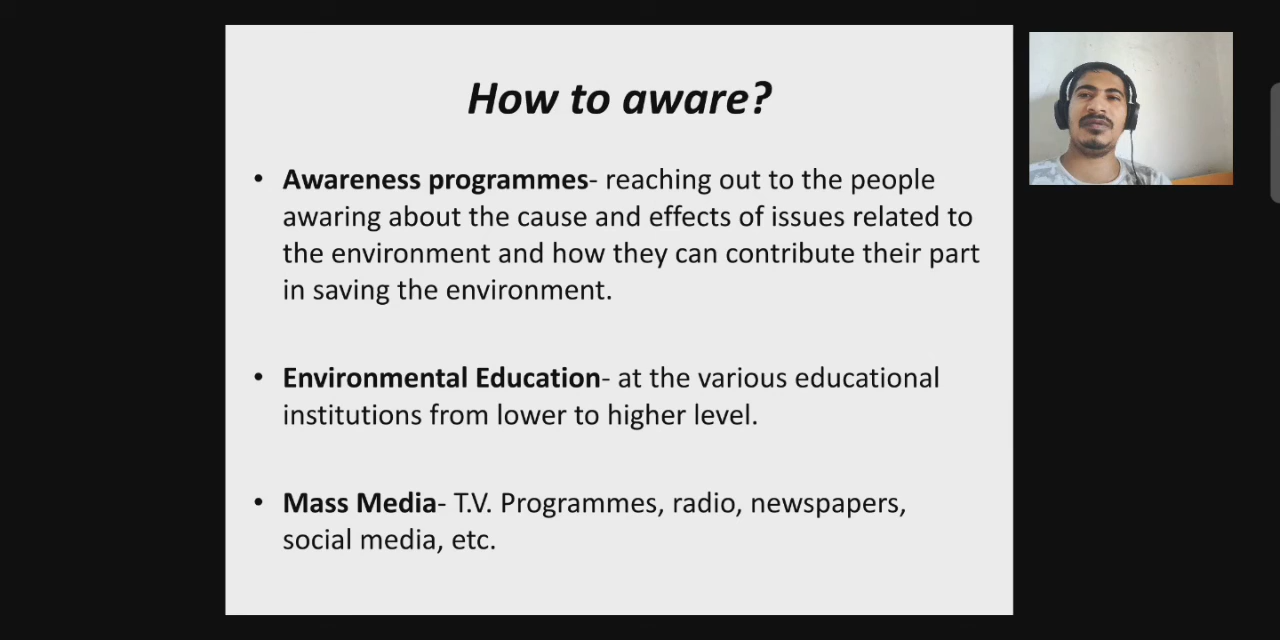 How to aware?
• Awareness programmes- reaching out to the people
awaring about the cause and effects of issues related to
the environment and how they can contribute their part
in saving the environment.
• Environmental Education- at the various educational
institutions from lower to higher level.
• Mass Media- T.V. Programmes, radio, newspapers,
social media, etc.